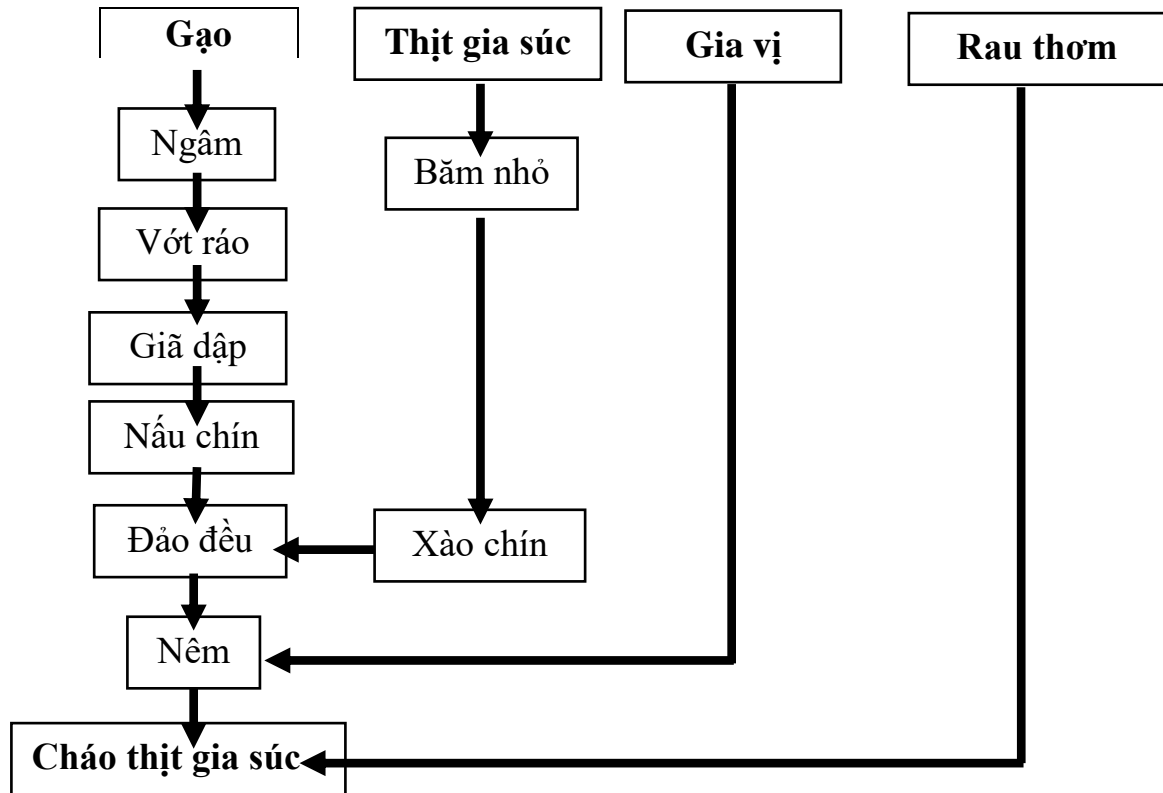 Gạo
Thịt gia súc
Gia vị
Rau thơm
Ngâm
Băm nhỏ
Vớt ráo
Giã dập
Nấu chín
Đảo đều
Xào chín
Nêm
Cháo thịt gia súc